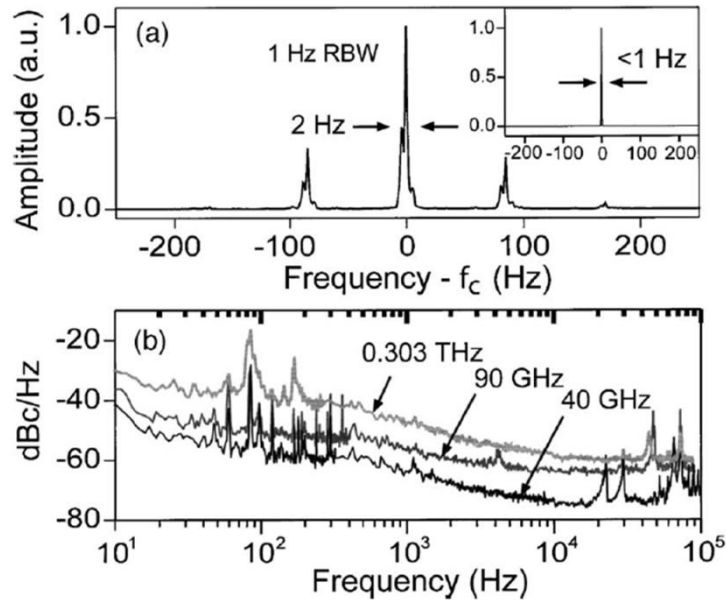 (a)
1 Hz RBW
2 Hz
<1 Hz
1.0
0.5
0.0
-200 -100 0 100 200
Amplitude (a.u.)
1.0
0.5
0.0
-200 -100 0 100 200
Frequency - fc (Hz)
(b)
0.303 THz
90 GHz
40 GHz
dBc/Hz
-20
-40
-60
-80
10¹ 10² 10³ 10⁴ 10⁵
Frequency (Hz)